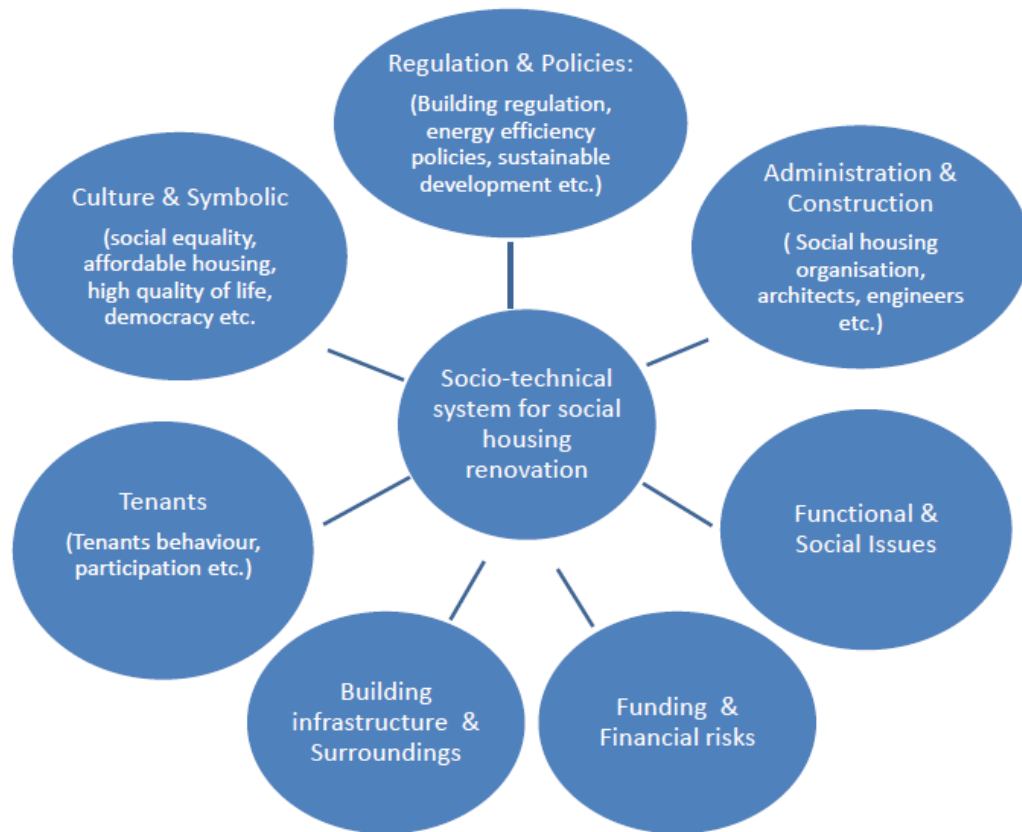 Regulation & Policies:
(Building regulation,
energy efficiency
policies, sustainable
development etc.)
Administration &
Construction
( Social housing
organisation,
architects, engineers
etc.)
Functional &
Social Issues
Funding &
Financial risks
Building
infrastructure &
Surroundings
Tenants
(Tenants behaviour,
participation etc.)
Culture & Symbolic
(social equality,
affordable housing,
high quality of life,
democracy etc.
Socio-technical
system for social
housing
renovation